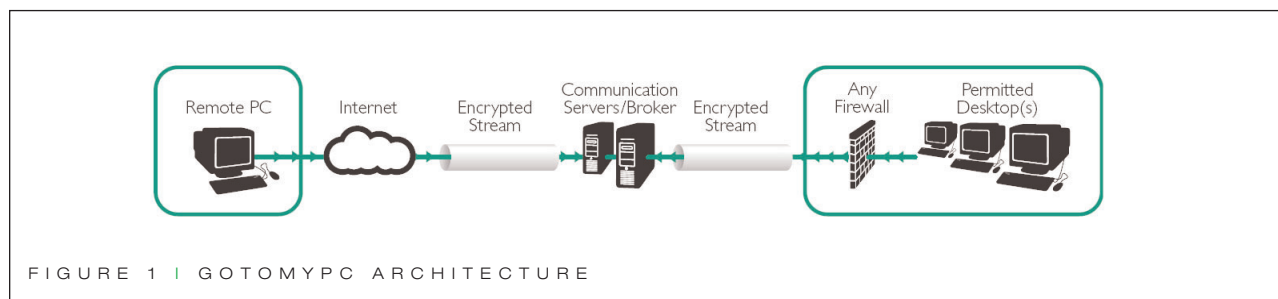 Remote PC
Internet
Encrypted
Stream
Communication
Servers/Broker
Encrypted
Stream
Any
Firewall
Permitted
Desktop(s)
FIGURE 1 | GOTOMYPC ARCHITECTURE